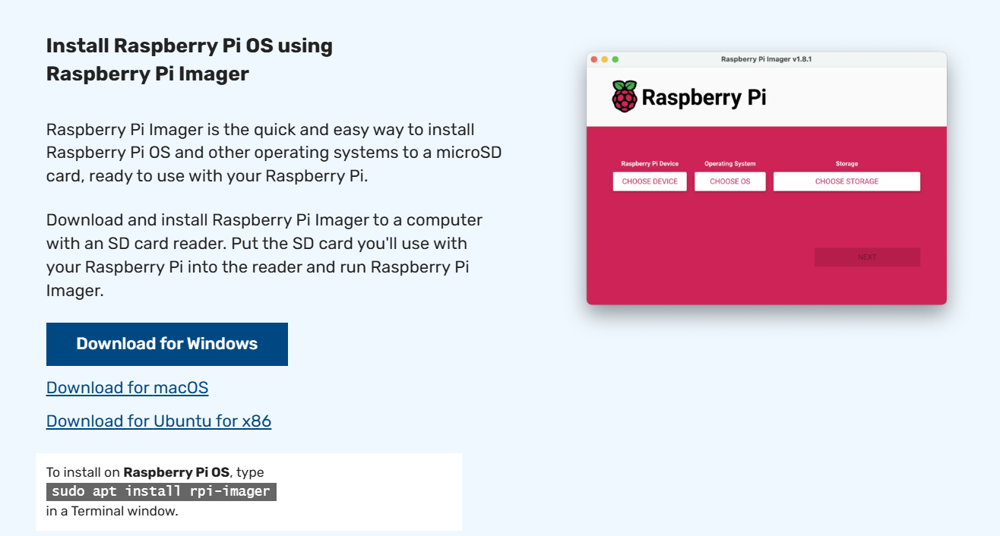 Install Raspberry Pi OS using
Raspberry Pi Imager
Raspberry Pi Imager is the quick and easy way to install
Raspberry Pi OS and other operating systems to a microSD
card, ready to use with your Raspberry Pi.
Download and install Raspberry Pi Imager to a computer
with an SD card reader. Put the SD card you'll use with
your Raspberry Pi into the reader and run Raspberry Pi
Imager.
Download for Windows
Download for macOS
Download for Ubuntu for x86
To install on Raspberry Pi OS, type
sudo apt install rpi-imager
in a Terminal window.
Raspberry Pi Imager v1.8.1
Raspberry Pi
Raspberry Pi Device Operating System Storage
CHOOSE DEVICE CHOOSE OS CHOOSE STORAGE
NEXT